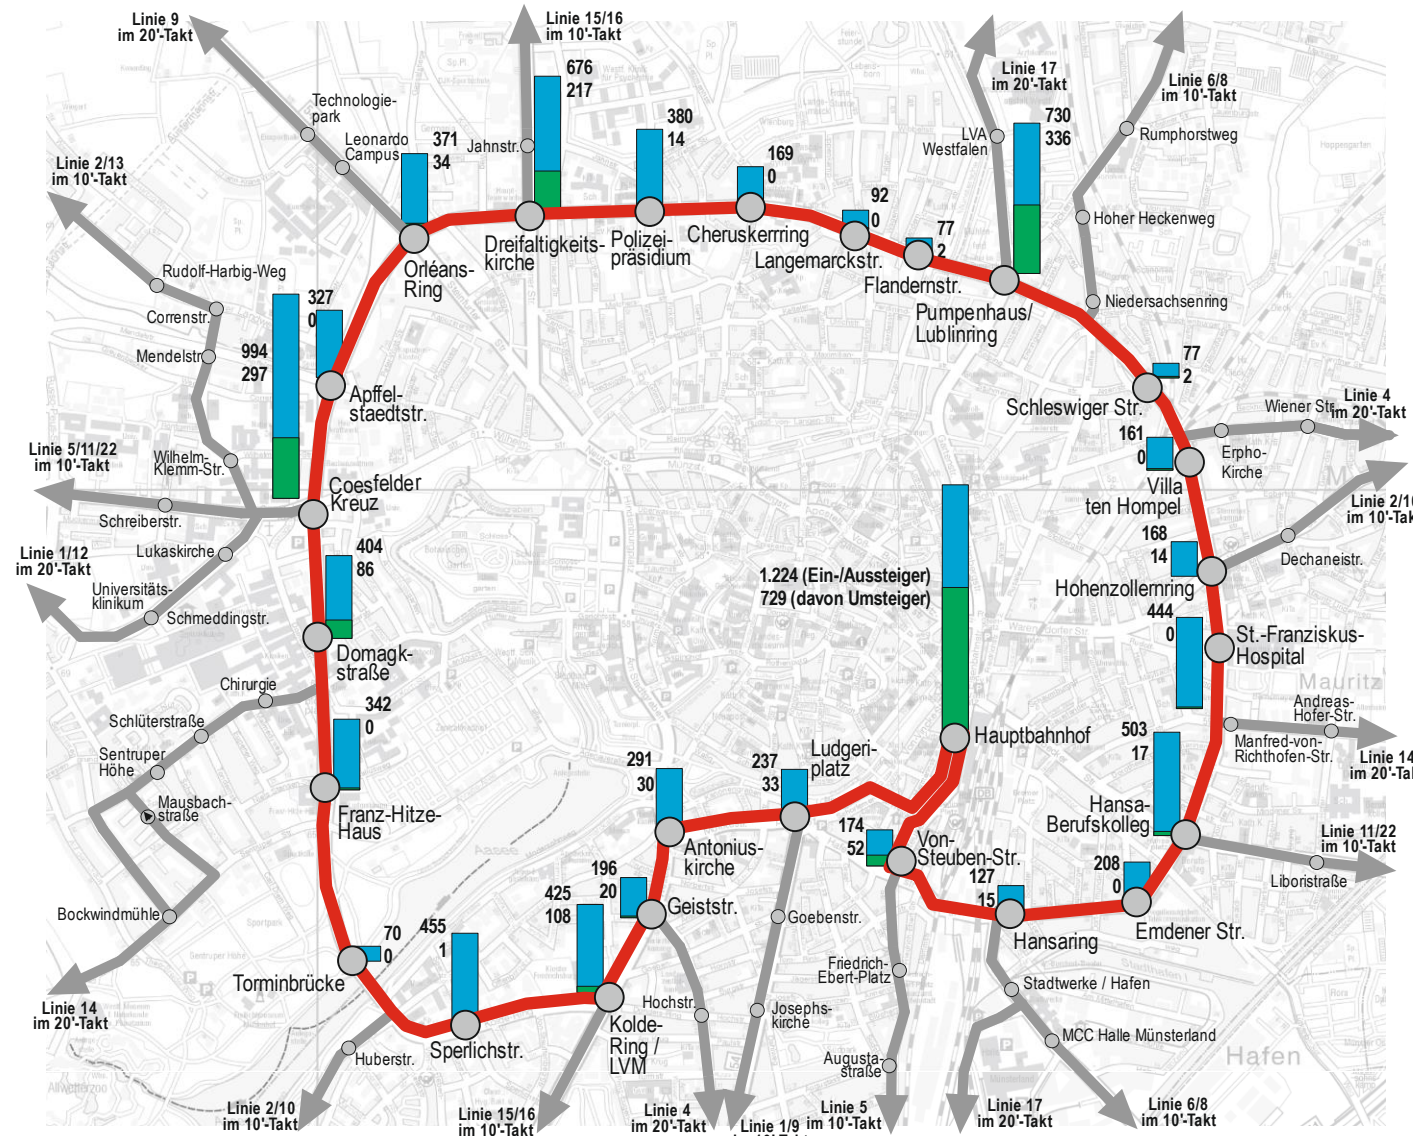 Linie 9
im 20'-Takt
Linie 15/16
im 10'-Takt
Linie 17
im 20'-Takt
Linie 6/8
im 10'-Takt
Technologie-
park
Leonardo
Campus
371
34
Jahnstr.
676
217
380
14
169
0
92
0
77
2
LVA
Westfalen
730
336
Rumphorstweg
Hoher Heckenweg
Niedersachsenring
Linie 2/13
im 10'-Takt
Orléans-
Ring
Dreifaltigkeits-
kirche
Polizei-
präsidium
Cheruskerrring
Langemarckstr.
Flandernstr.
Pumpenhaus/
Lublinring
Rudolf-Harbig-Weg
Correnstr.
Mendelstr.
327
0
994
297
Apffel-
staedtstr.
77
2
Schleswiger Str.
Linie 4
im 20'-Takt
Wiener Str.
Erpho-
Kirche
161
0
Villa
ten Hompel
Linie 5/11/22
im 10'-Takt
Wilhelm-
Klemm-Str.
Coesfelder
Kreuz
Schreiberstr.
Lukaskirche
Linie 1/12
im 20'-Takt
Universitäts-
klinikum
Schmeddingstr.
404
86
Domagk-
straße
1.224 (Ein-/Aussteiger)
729 (davon Umsteiger)
168
14
Hohenzollernring
Dechaneistr.
444
0
St.-Franziskus-
Hospital
Mauritz
Chirurgie
Schlüterstraße
Sentruper
Höhe
Mausbach-
straße
Bockwindmühle
342
0
Franz-Hitze-
Haus
Andreas-
Hofer-Str.
Manfred-von-
Richthofen-Str.
Linie 14
503
17
Hansa-
Berufskolleg
Linie 11/22
im 10'-Takt
Liboristraße
Hauptbahnhof
Ludgeri-
platz
237
33
291
30
Antonius-
kirche
174
52
Von-
Steuben-Str.
127
15
Hansaring
208
0
Emdener Str.
196
20
Geiststr.
425
108
Kolde-
Ring /
LVM
455
1
Sperlichstr.
70
0
Torminbrücke
Linie 14
im 20'-Takt
Huberstr.
Linie 2/10
im 10'-Takt
Linie 15/16
im 10'-Takt
Hochstr.
Linie 4
im 20'-Takt
Goebenstr.
Josephs-
kirche
Linie 1/9
Friedrich-
Ebert-Platz
Augusta-
straße
Linie 5
im 10'-Takt
Stadtwerke / Hafen
MCC Halle Münsterland
Hafen
Linie 17
im 20'-Takt
Linie 6/8
im 10'-Takt